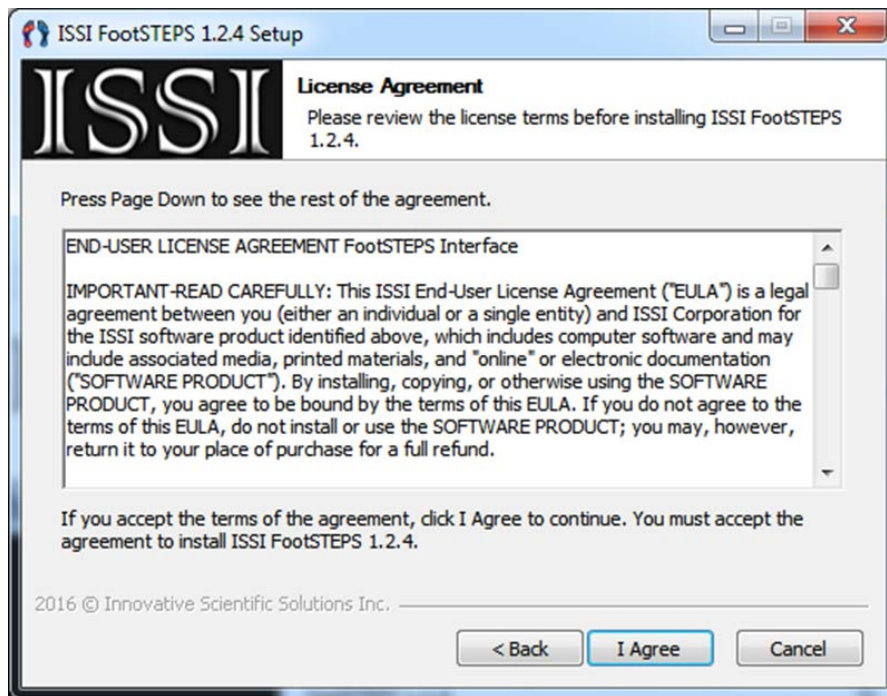 ISSI FootSTEPS 1.2.4 Setup
ISSI
License Agreement
Please review the license terms before installing ISSI FootSTEPS
1.2.4.
Press Page Down to see the rest of the agreement.
END-USER LICENSE AGREEMENT FootSTEPS Interface
IMPORTANT-READ CAREFULLY: This ISSI End-User License Agreement ("EULA") is a legal
agreement between you (either an individual or a single entity) and ISSI Corporation for
the ISSI software product identified above, which includes computer software and may
include associated media, printed materials, and "online" or electronic documentation
("SOFTWARE PRODUCT"). By installing, copying, or otherwise using the SOFTWARE
PRODUCT, you agree to be bound by the terms of this EULA. If you do not agree to the
terms of this EULA, do not install or use the SOFTWARE PRODUCT; you may, however,
return it to your place of purchase for a full refund.
If you accept the terms of the agreement, click I Agree to continue. You must accept the
agreement to install ISSI FootSTEPS 1.2.4.
2016 © Innovative Scientific Solutions Inc.
< Back I Agree Cancel